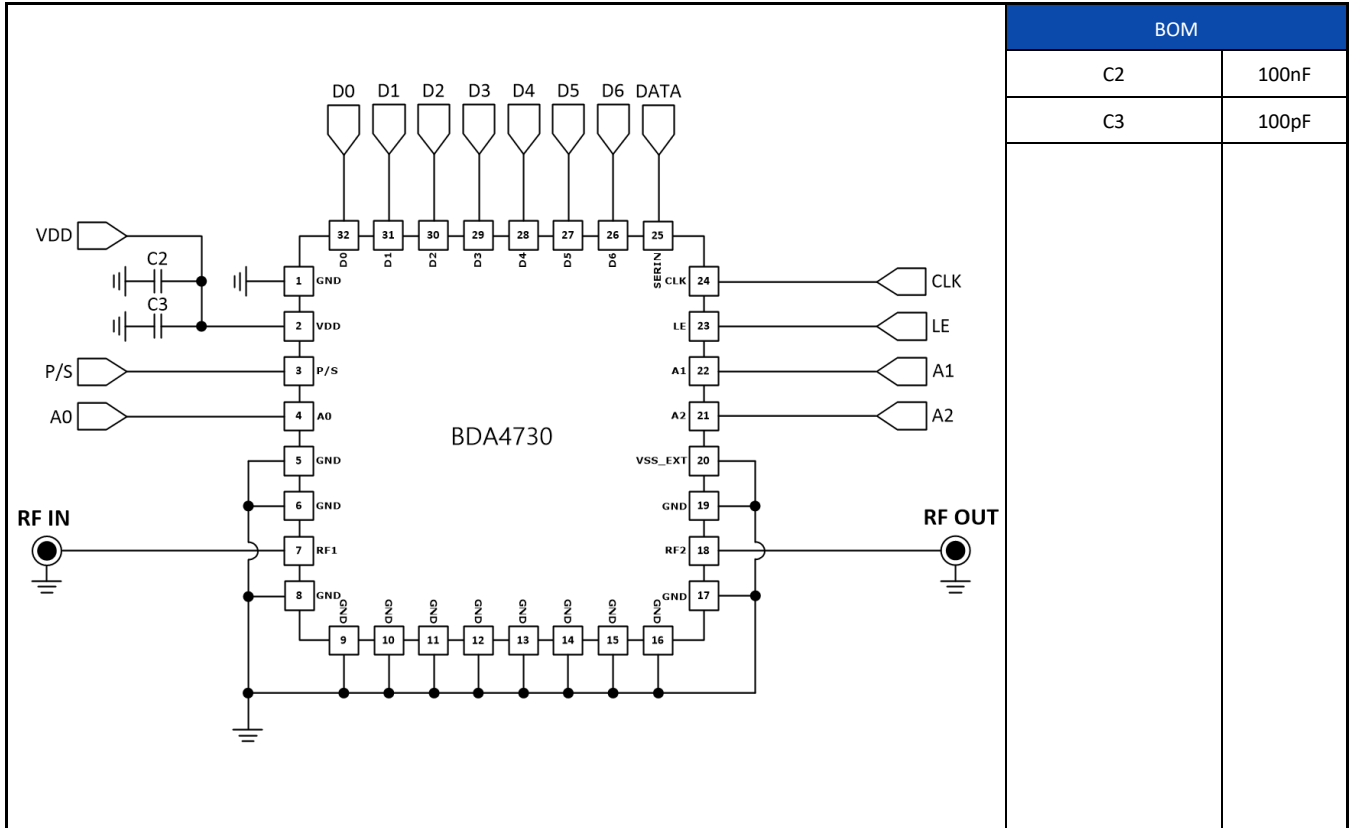 BOM
C2 100nF
C3 100pF
D0 D1 D2 D3 D4 D5 D6 DATA
32 31 30 29 28 27 26 25
D0 D1 D2 D3 D4 D5 D6 SERIN
VDD
C2
C3
P/S
A0
RF IN
1 GND
2 VDD
3 P/S
4 A0
5 GND
6 GND
7 RF1
8 GND
BDA4730
CLK 24 CLK
LE 23 LE
A1 22 A1
A2 21 A2
VSS_EXT 20
GND 19
RF2 18
GND 17
RF OUT
GND GND GND GND GND GND GND GND
9 10 11 12 13 14 15 16